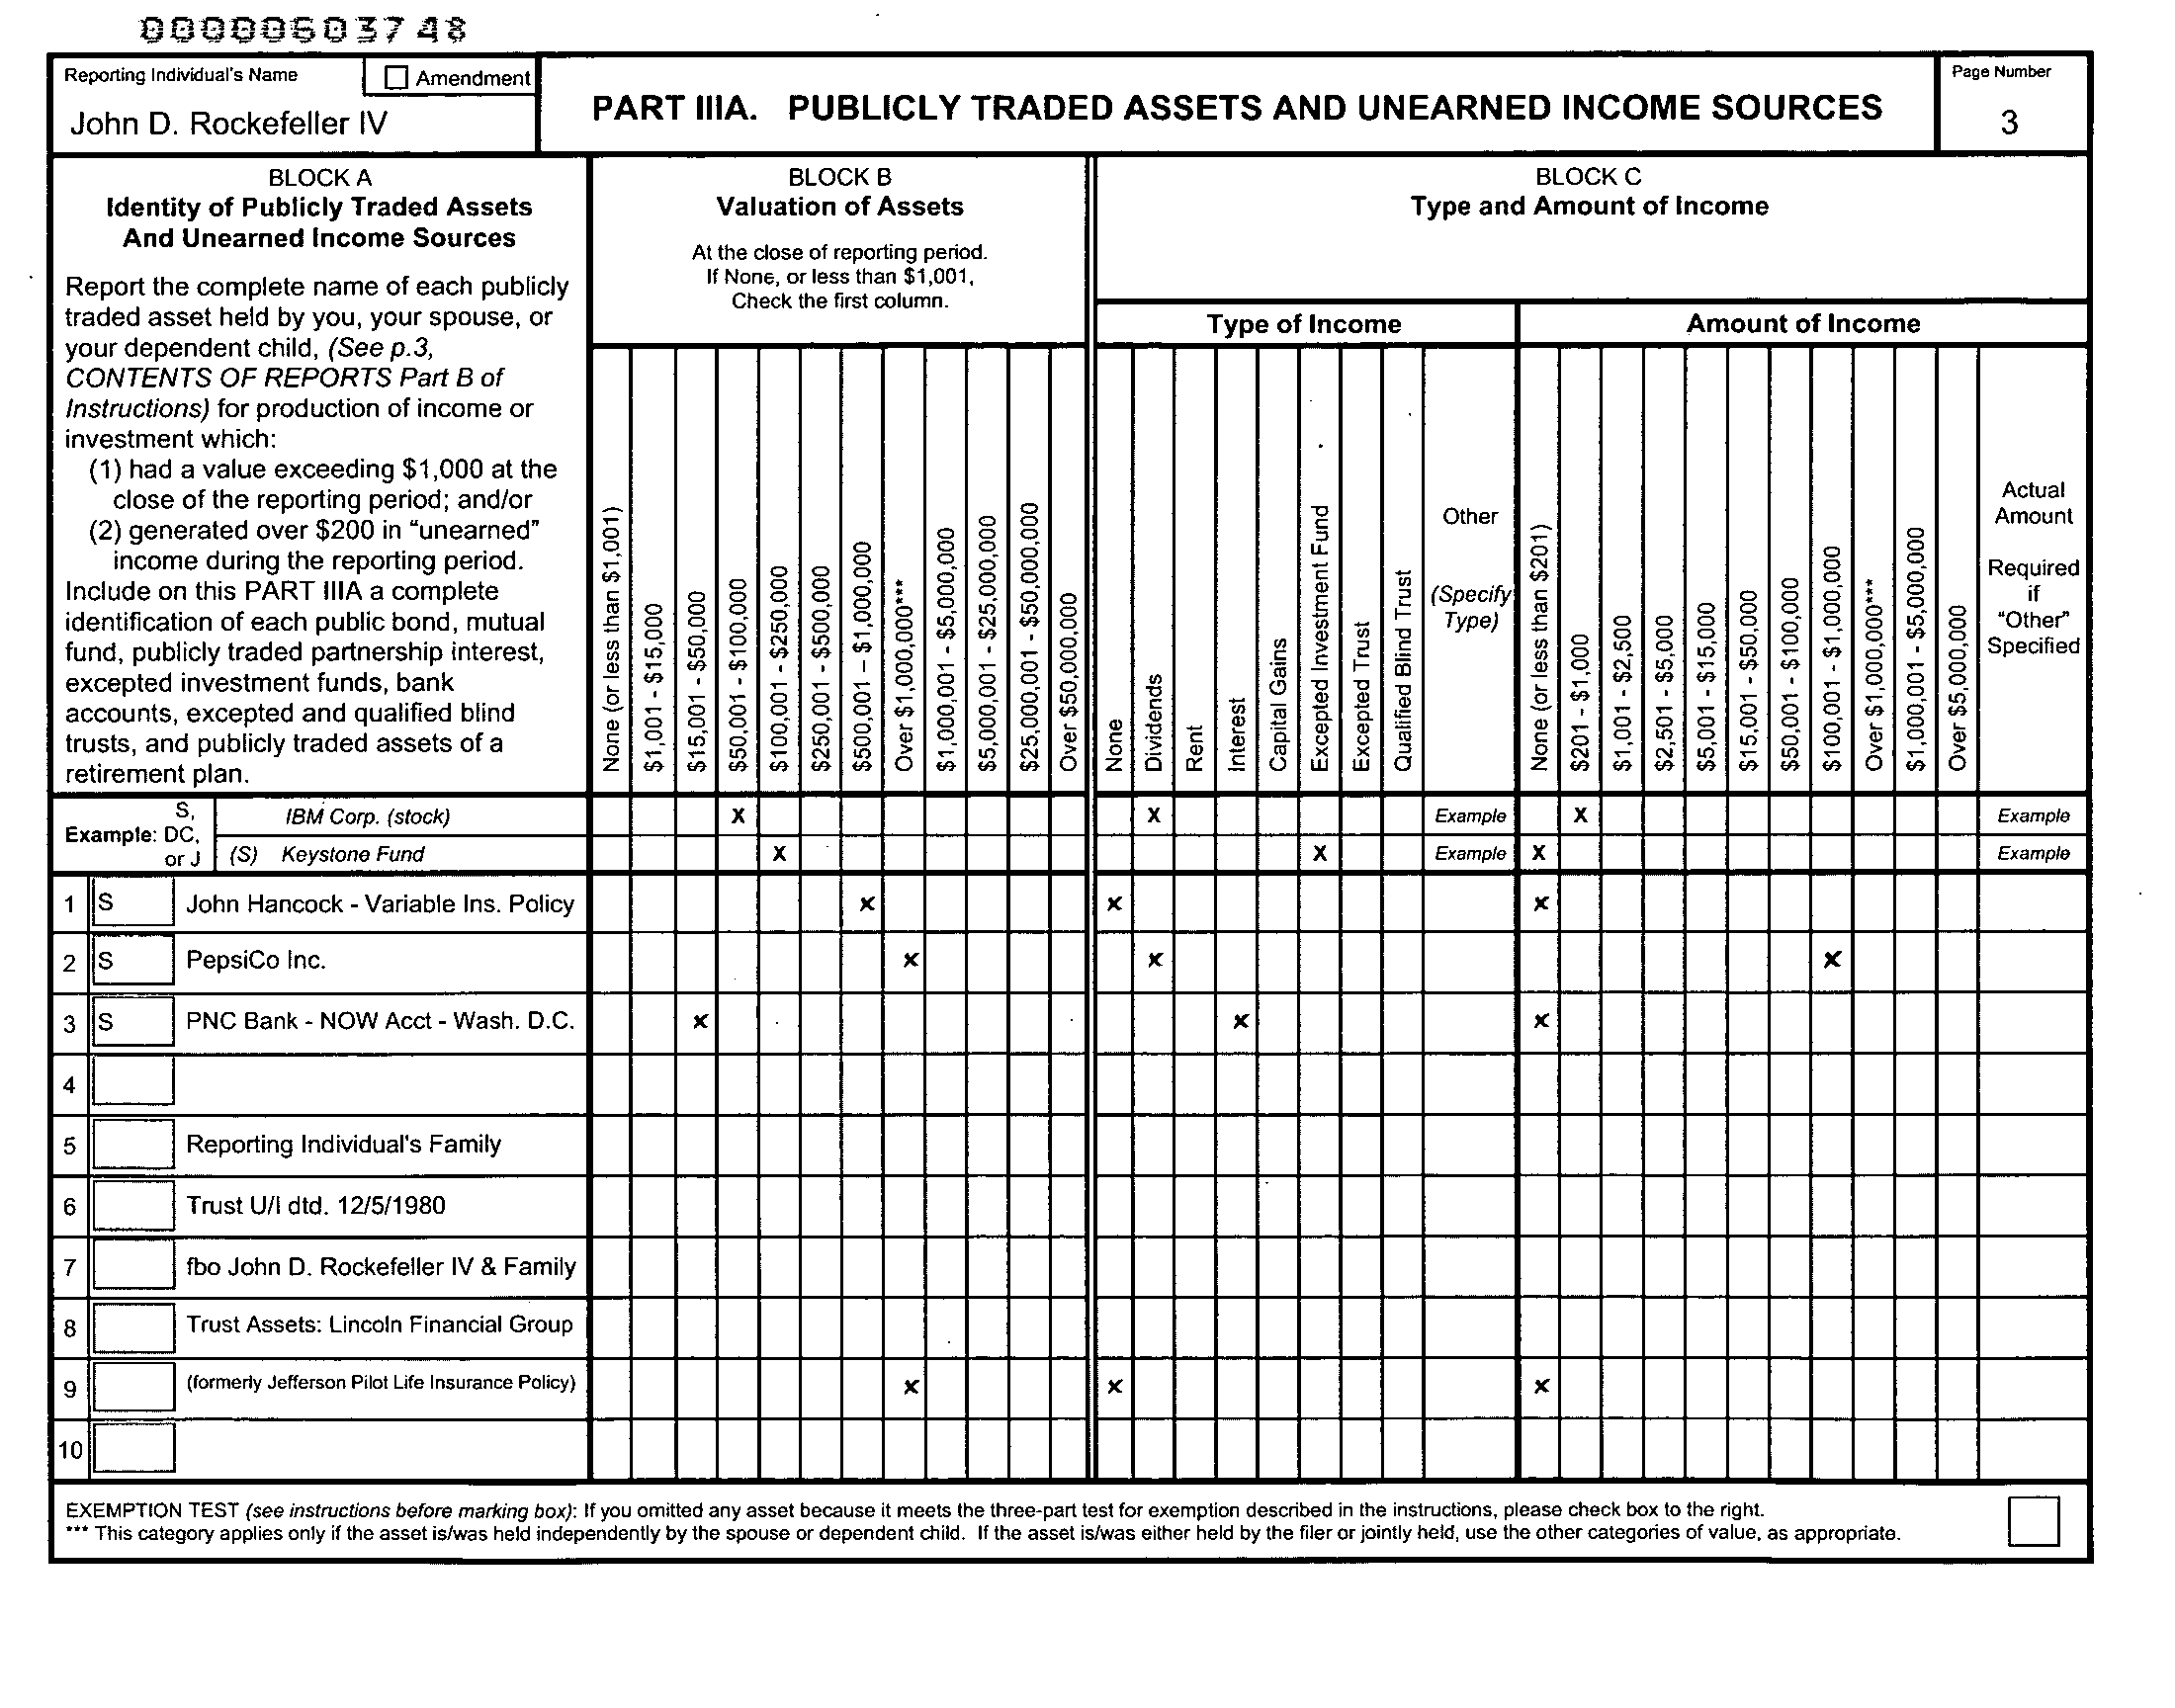 00000503748
Reporting Individual's Name
Amendment
John D. Rockefeller IV
PART IIIA. PUBLICLY TRADED ASSETS AND UNEARNED INCOME SOURCES
Page Number
3
BLOCK A
Identity of Publicly Traded Assets
And Unearned Income Sources
Report the complete name of each publicly
traded asset held by you, your spouse, or
your dependent child, (See p.3,
CONTENTS OF REPORTS Part B of
Instructions) for production of income or
investment which:
(1) had a value exceeding $1,000 at the
close of the reporting period; and/or
(2) generated over $200 in “unearned”
income during the reporting period.
Include on this PART IIIA a complete
identification of each public bond, mutual
fund, publicly traded partnership interest,
excepted investment funds, bank
accounts, excepted and qualified blind
trusts, and publicly traded assets of a
retirement plan.
BLOCK B
Valuation of Assets
At the close of reporting period.
If None, or less than $1,001,
Check the first column.
None (or less than $1,001)
$1,001 - $15,000
$15,001 - $50,000
$50,001 - $100,000
$100,001 - $250,000
$250,001 - $500,000
$500,001 – $1,000,000
Over $1,000,000***
$1,000,001 - $5,000,000
$5,000,001 - $25,000,000
$25,000,001 - $50,000,000
Over $50,000,000
BLOCK C
Type and Amount of Income
Type of Income
None
Dividends
Rent
Interest
Capital Gains
Excepted Investment Fund
Excepted Trust
Qualified Blind Trust
Other
(Specify
Type)
Amount of Income
None (or less than $201)
$201 - $1,000
$1,001 - $2,500
$2,501 - $5,000
$5,001 - $15,000
$15,001 - $50,000
$50,001 - $100,000
$100,001 - $1,000,000
Over $1,000,000***
$1,000,001 - $5,000,000
Over $5,000,000
Actual
Amount
Required
if
“Other”
Specified
Example:
S,
DC,
or J
IBM Corp. (stock) X X Example X Example
(S) Keystone Fund X X Example X Example
1 S John Hancock - Variable Ins. Policy x x x
2 S PepsiCo Inc. x x x
3 S PNC Bank - NOW Acct - Wash. D.C. x x x
4
5 Reporting Individual's Family
6 Trust U/I dtd. 12/5/1980
7 fbo John D. Rockefeller IV & Family
8 Trust Assets: Lincoln Financial Group
9 (formerly Jefferson Pilot Life Insurance Policy) x x x
10
EXEMPTION TEST (see instructions before marking box): If you omitted any asset because it meets the three-part test for exemption described in the instructions, please check box to the right.
*** This category applies only if the asset is/was held independently by the spouse or dependent child. If the asset is/was either held by the filer or jointly held, use the other categories of value, as appropriate.